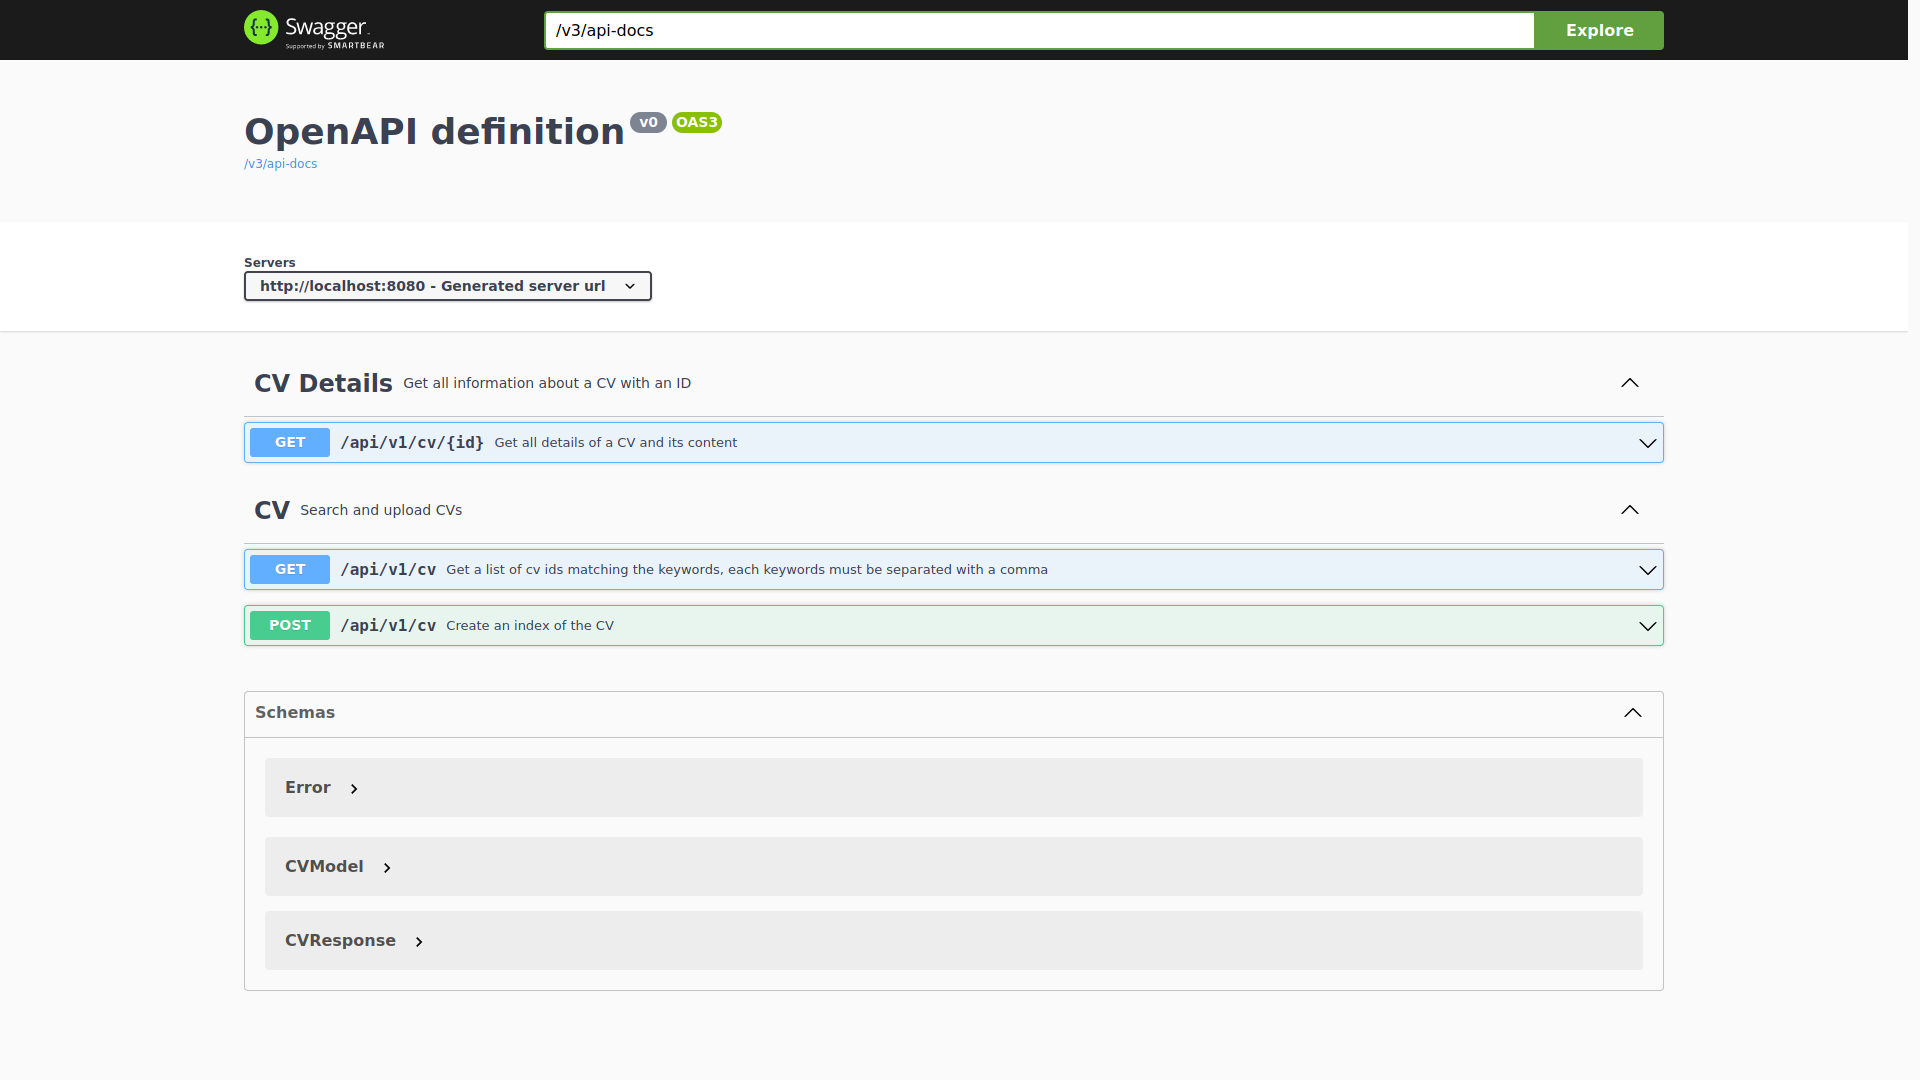 Swagger.
Supported by SMARTBEAR
/v3/api-docs
Explore
OpenAPI definition v0 OAS3
/v3/api-docs
Servers
http://localhost:8080 - Generated server url
CV Details Get all information about a CV with an ID
GET /api/v1/cv/{id} Get all details of a CV and its content
CV Search and upload CVs
GET /api/v1/cv Get a list of cv ids matching the keywords, each keywords must be separated with a comma
POST /api/v1/cv Create an index of the CV
Schemas
Error
CVModel
CVResponse